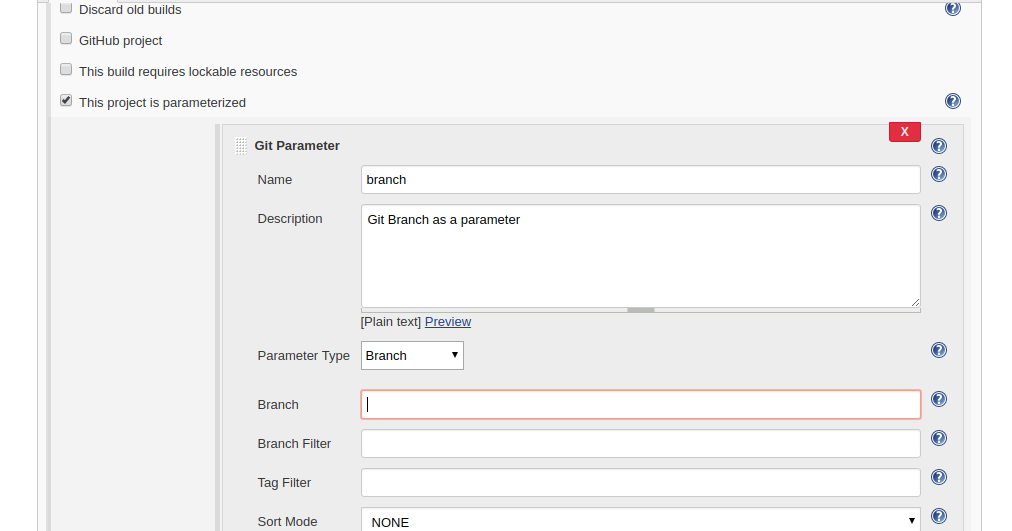 Discard old builds
GitHub project
This build requires lockable resources
This project is parameterized
X
Git Parameter
Name branch
Description Git Branch as a parameter
[Plain text] Preview
Parameter Type Branch
Branch
Branch Filter
Tag Filter
Sort Mode NONE